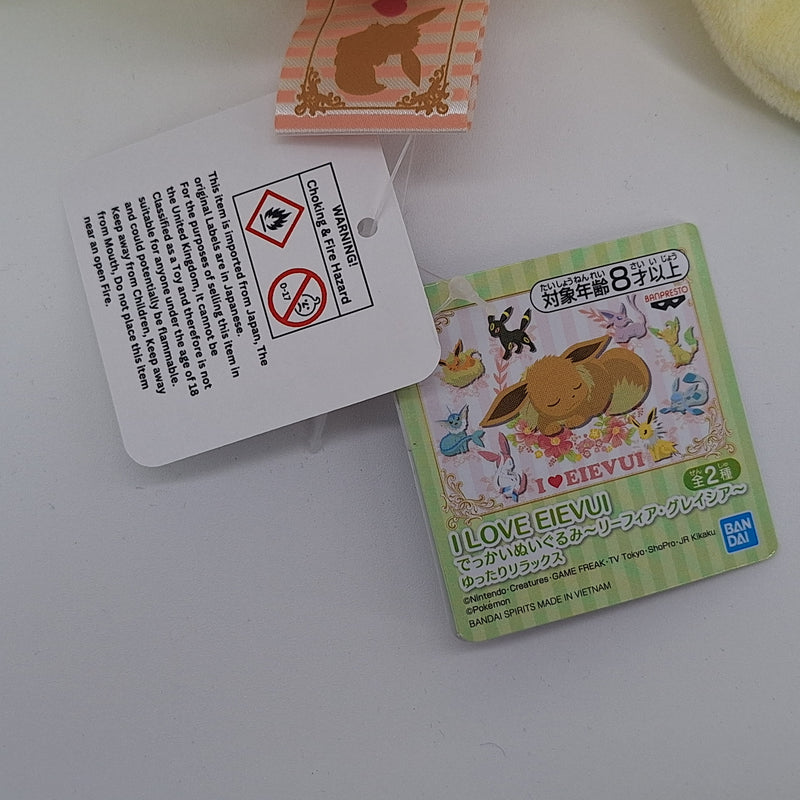 WARNING!
Choking & Fire Hazard
0-17
This item is imported from Japan, The
original Labels are in Japanese.
For the purposes of selling this item in
the United Kingdom, it cannot be
Classified as a Toy and therefore is not
suitable for anyone under the age of 18
and could potentially be flammable.
Keep away from Children, Keep away
from Mouth, Do not place this item
near an open Fire.
たいしょうねんれい さい い じょう
対象年齢8才以上
BANPRESTO
I♥EIEVUI
ぜん しゅ
全2種
I LOVE EIEVUI
でっかいぬいぐるみ～リーフィア・グレイシア～
ゆったりリラックス
BAN
DAI
©Nintendo・Creatures・GAME FREAK・TV Tokyo・ShoPro・JR Kikaku
©Pokémon
BANDAI SPIRITS MADE IN VIETNAM